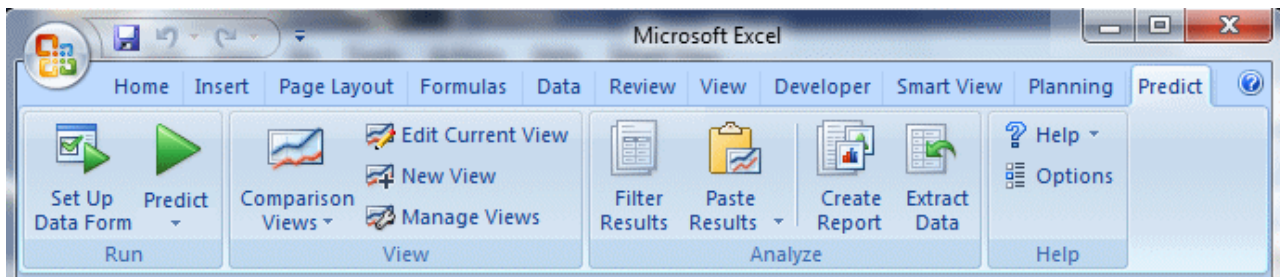 Microsoft Excel
Home Insert Page Layout Formulas Data Review View Developer Smart View Planning Predict
Set Up Data Form
Predict
Comparison Views
Edit Current View
New View
Manage Views
Filter Results
Paste Results
Create Report
Extract Data
Help
Options
Run View Analyze Help